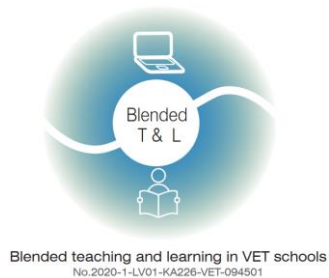 Blended
T & L
Blended teaching and learning in VET schools
No.2020-1-LV01-KA226-VET-094501